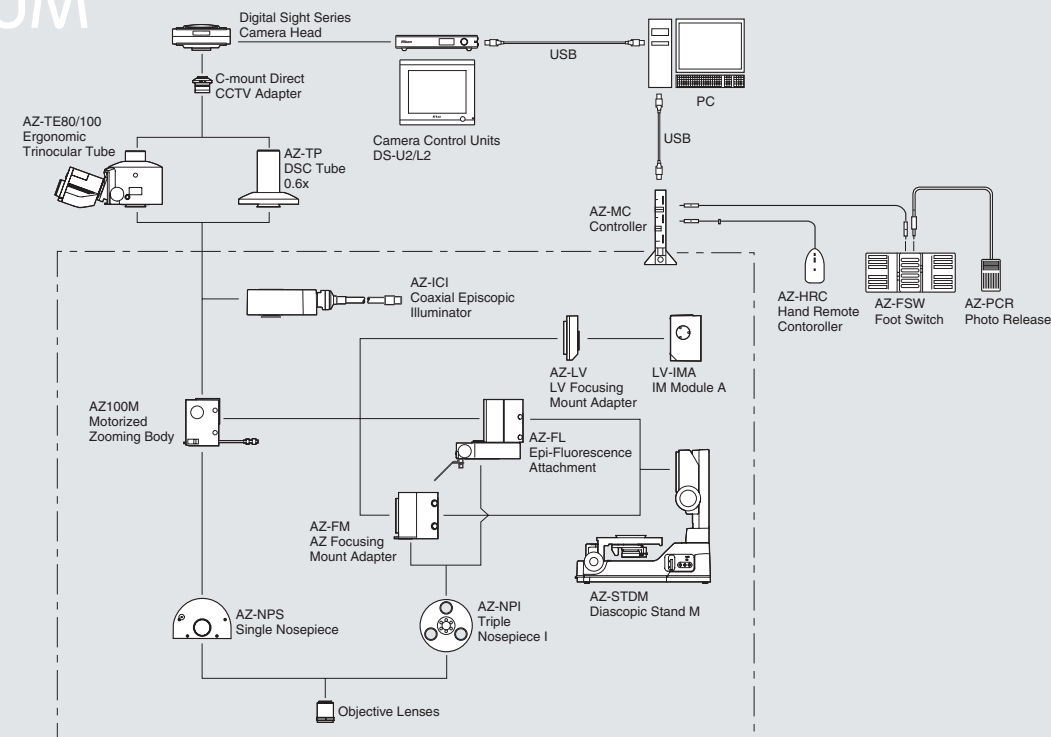 UM
Digital Sight Series
Camera Head
C-mount Direct
CCTV Adapter
USB
PC
Camera Control Units
DS-U2/L2
USB
AZ-TE80/100
Ergonomic
Trinocular Tube
AZ-TP
DSC Tube
0.6x
AZ-MC
Controller
AZ-HRC
Hand Remote
Contoroller
AZ-FSW
Foot Switch
AZ-PCR
Photo Release
AZ-ICI
Coaxial Episcopic
Illuminator
AZ-LV
LV Focusing
Mount Adapter
LV-IMA
IM Module A
AZ100M
Motorized
Zooming Body
AZ-FL
Epi-Fluorescence
Attachment
AZ-FM
AZ Focusing
Mount Adapter
AZ-STDM
Diascopic Stand M
AZ-NPS
Single Nosepiece
AZ-NPI
Triple
Nosepiece I
Objective Lenses